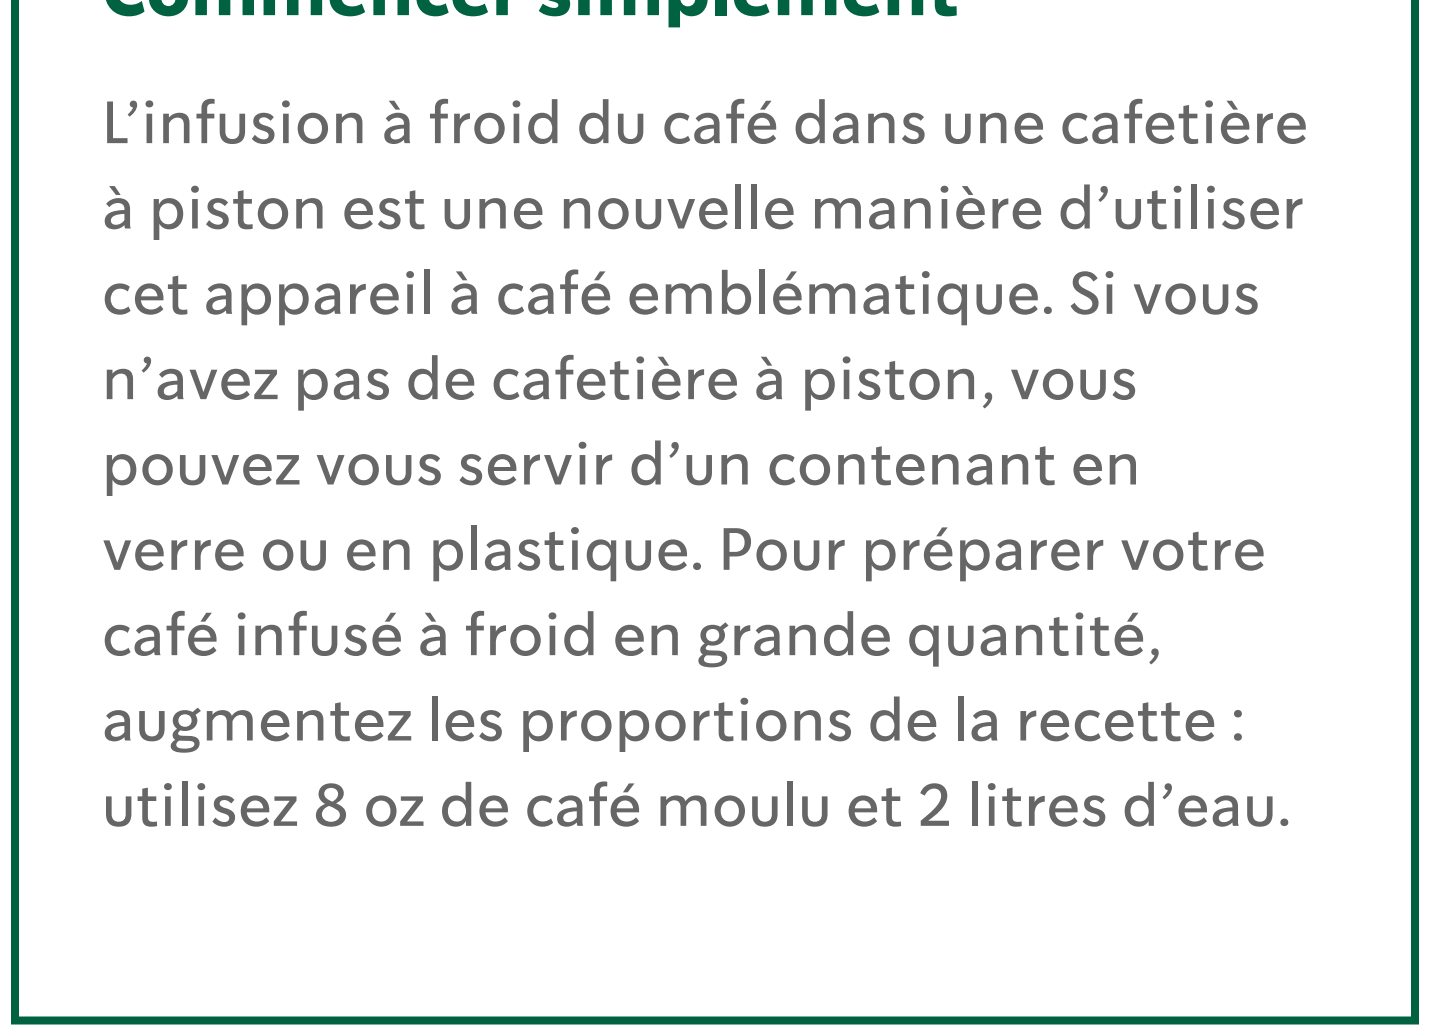 Commencer simplement
L’infusion à froid du café dans une cafetière
à piston est une nouvelle manière d’utiliser
cet appareil à café emblématique. Si vous
n’avez pas de cafetière à piston, vous
pouvez vous servir d’un contenant en
verre ou en plastique. Pour préparer votre
café infusé à froid en grande quantité,
augmentez les proportions de la recette :
utilisez 8 oz de café moulu et 2 litres d’eau.